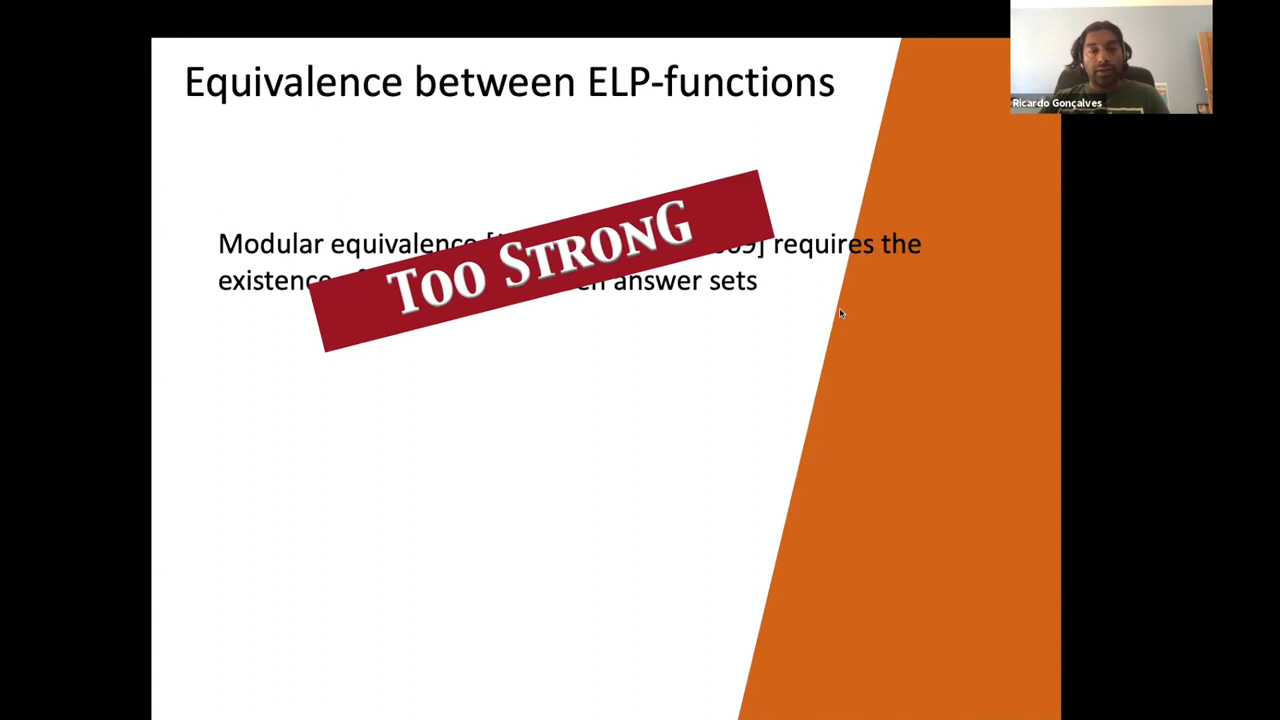 Equivalence between ELP-functions
Modular equivalence requires the
existence answer sets
Too Strong
Ricardo Gonçalves